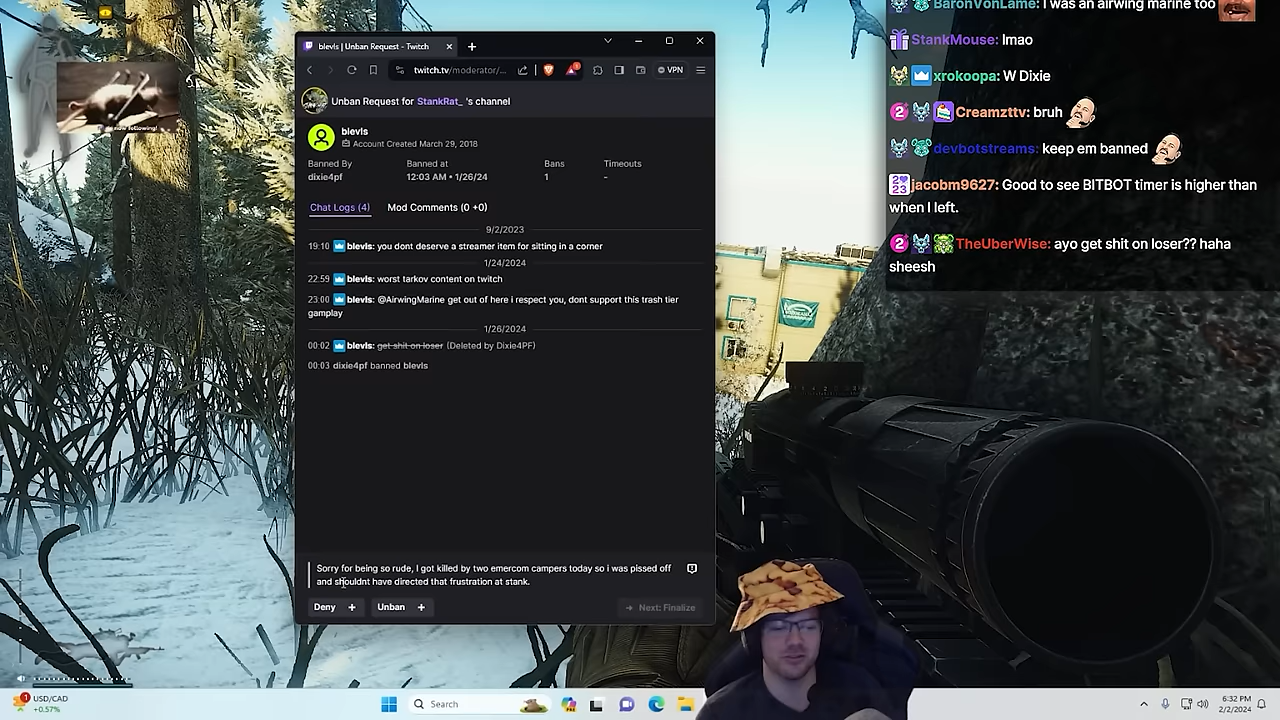 now following!
blevls | Unban Request - Twitch
twitch.tv/moderator/...
VPN
Unban Request for StankRat_ 's channel
blevls
Account Created March 29, 2018
Banned By
Banned at
Bans
Timeouts
dixie4pf
12:03 AM • 1/26/24
1
-
Chat Logs (4)
Mod Comments (0 +0)
9/2/2023
19:10 blevls: you dont deserve a streamer item for sitting in a corner
1/24/2024
22:59 blevls: worst tarkov content on twitch
23:00 blevls: @AirwingMarine get out of here i respect you, dont support this trash tier
gamplay
1/26/2024
00:02 blevls: get shit on loser (Deleted by Dixie4PF)
00:03 dixie4pf banned blevls
Sorry for being so rude, I got killed by two emercom campers today so i was pissed off
and shouldnt have directed that frustration at stank.
Deny +
Unban +
Next: Finalize
BaronVonLame: I was an airwing marine too
StankMouse: lmao
xrokoopa: W Dixie
2 Creamzttv: bruh
devbotstreams: keep em banned
jacobm9627: Good to see BITBOT timer is higher than
when I left.
2 TheUberWise: ayo get shit on loser?? haha
sheesh
1
USD/CAD
+0.57%
Search
6:32 PM
2/2/2024